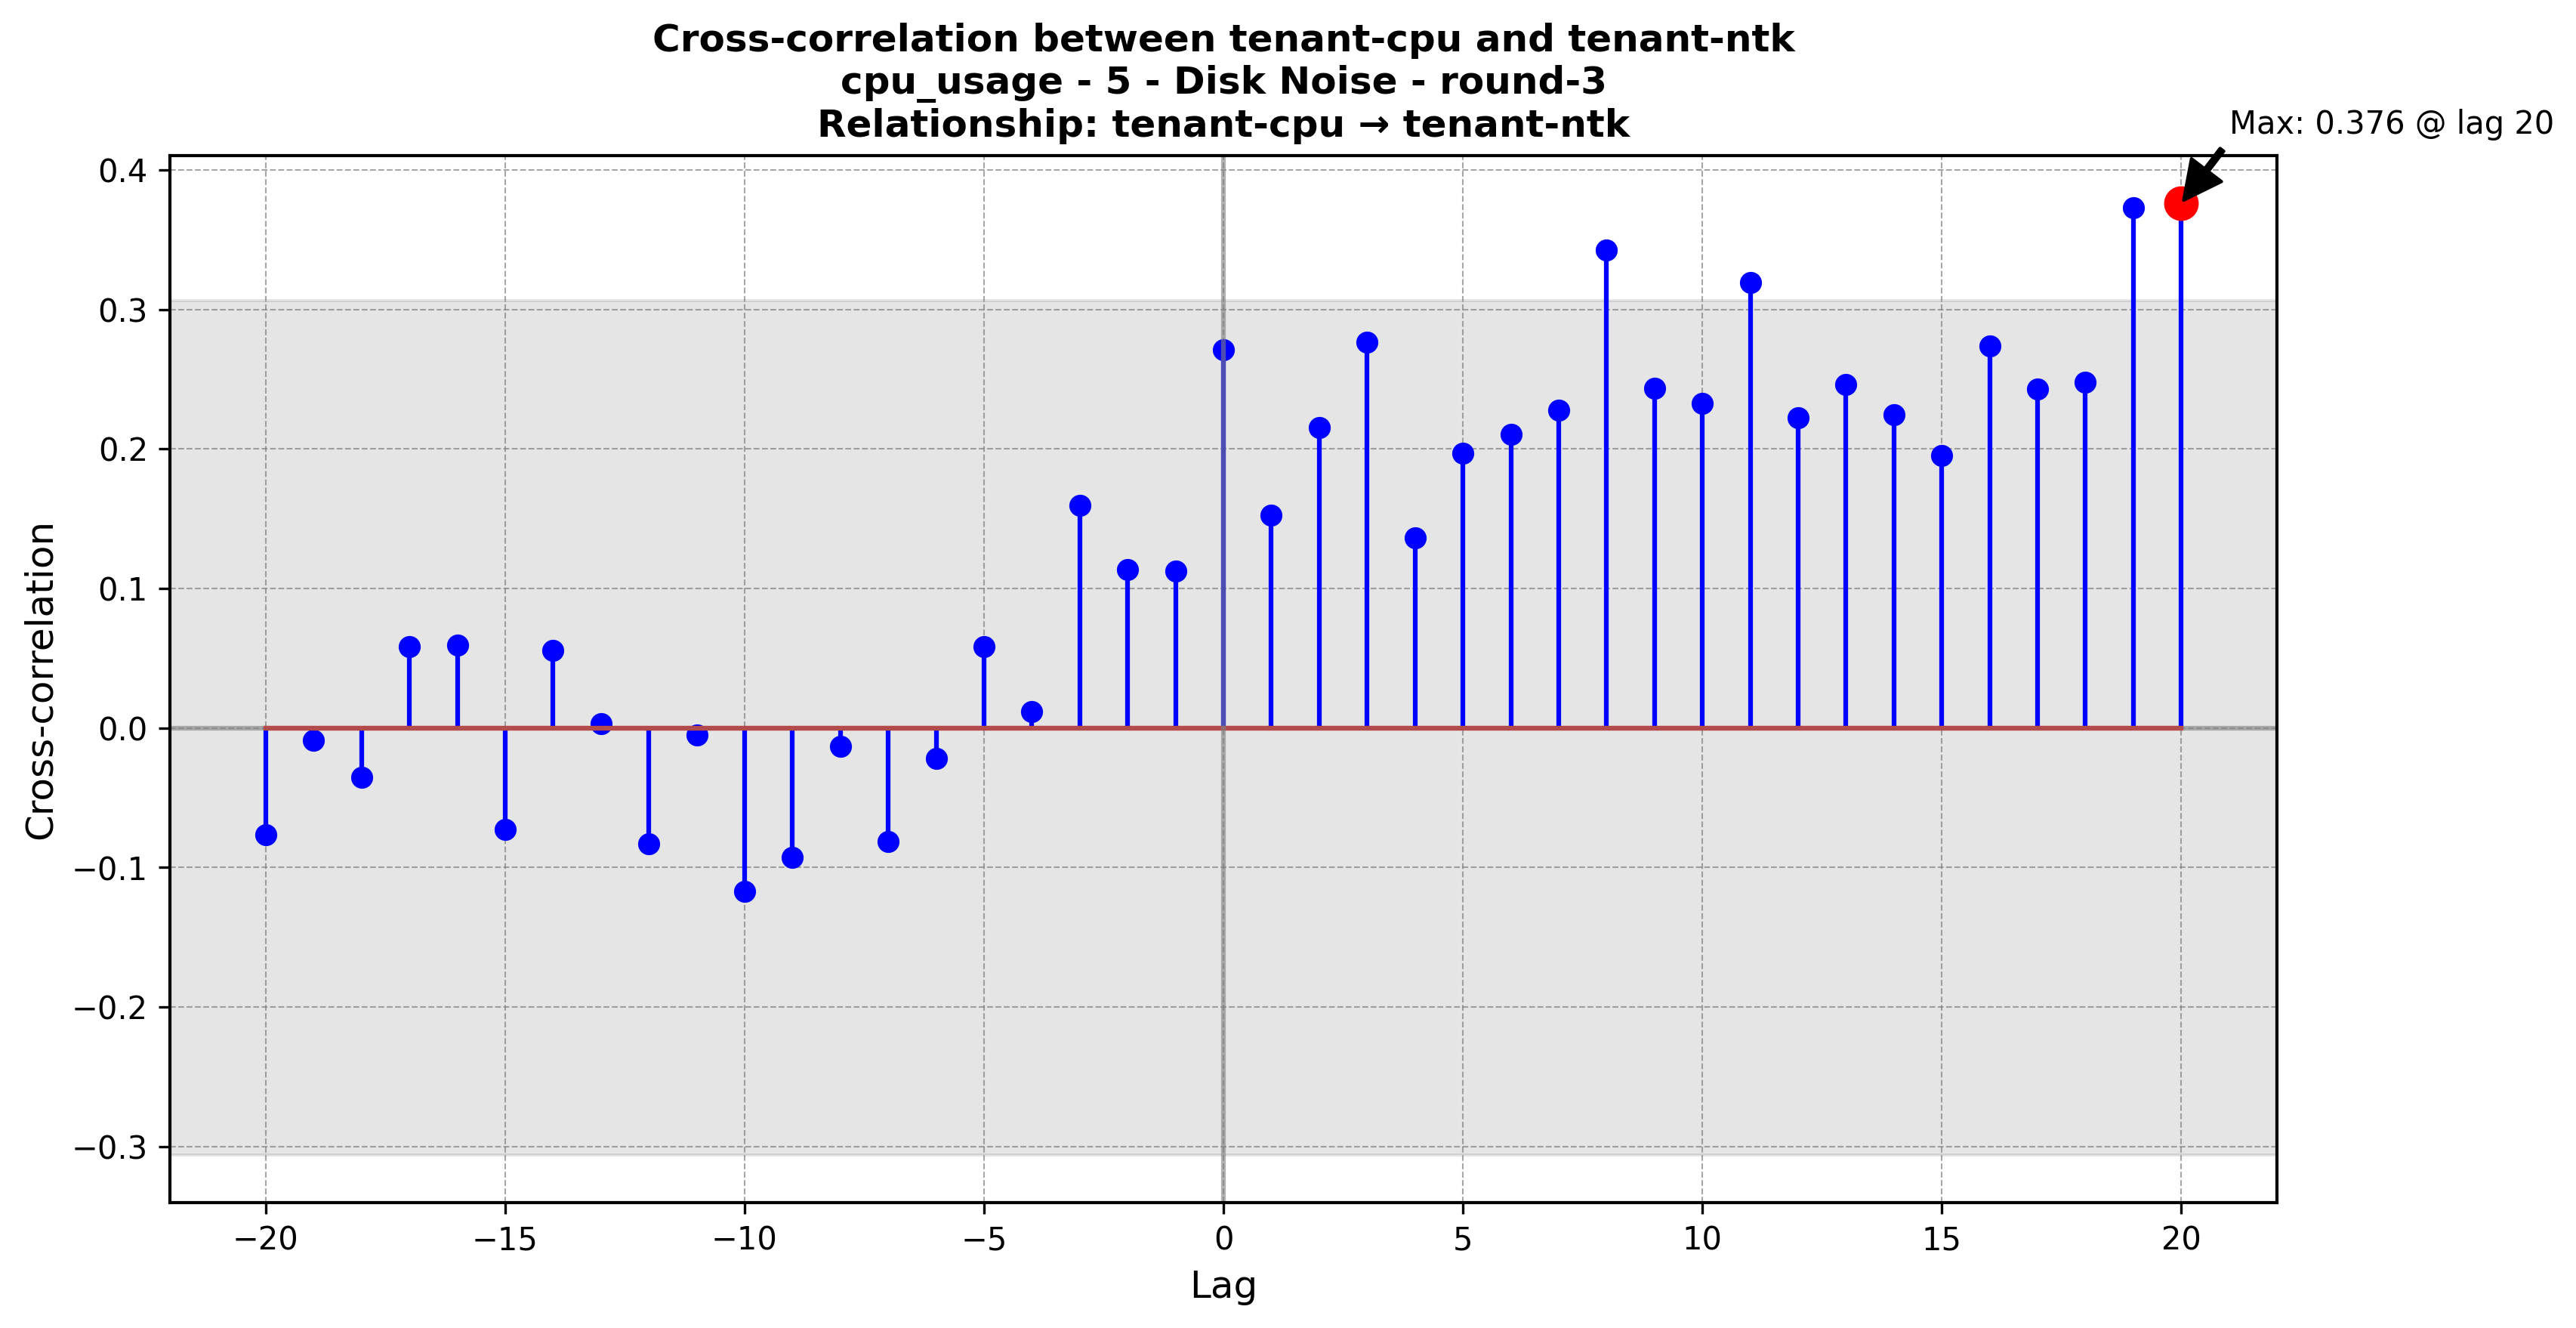 Cross-correlation between tenant-cpu and tenant-ntk
cpu_usage - 5 - Disk Noise - round-3
Relationship: tenant-cpu → tenant-ntk
Max: 0.376 @ lag 20
0.4
0.3
0.2
0.1
0.0
−0.1
−0.2
−0.3
Cross-correlation
−20
−15
−10
−5
0
5
10
15
20
Lag